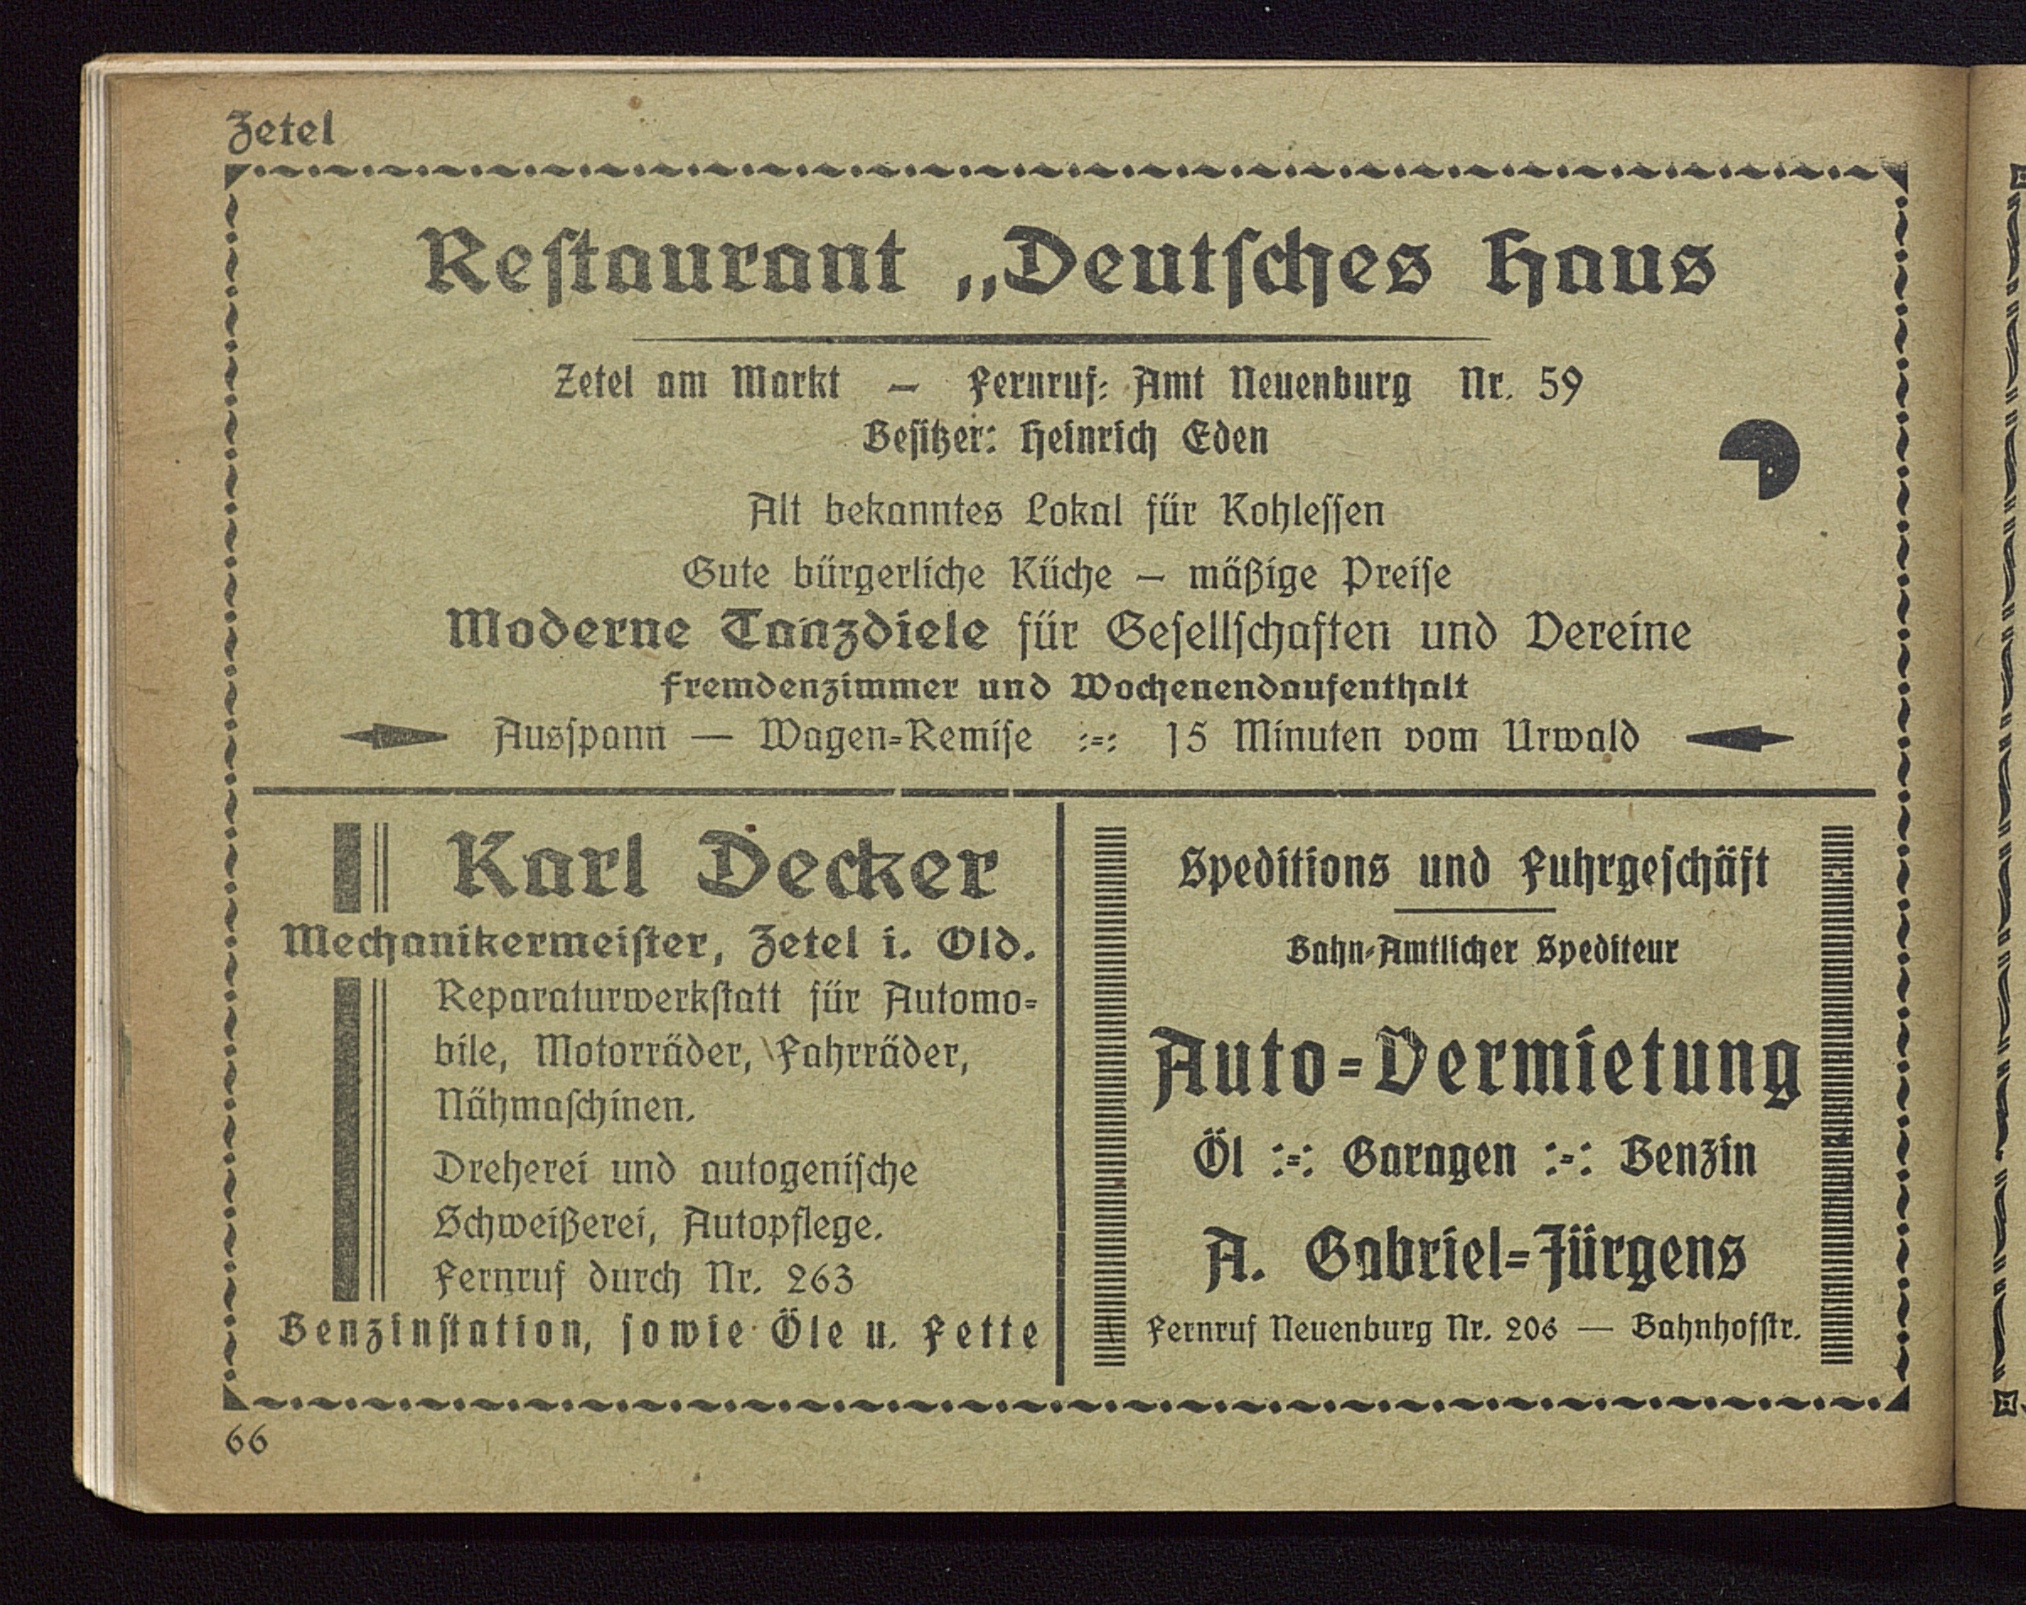 Zetel
Restaurant „Deutsches Haus
Zetel am Markt — Fernruf: Amt Neuenburg Nr. 59
Besitzer: Heinrich Eden
Alt bekanntes Lokal für Kohlessen
Gute bürgerliche Küche — mäßige Preise
Moderne Tanzdiele für Gesellschaften und Vereine
Fremdenzimmer und Wochenendaufenthalt
Ausspann — Wagen-Remise :-: 15 Minuten vom Urwald
Karl Decker
Mechanikermeister, Zetel i. Old.
Reparaturwerkstatt für Automo-
bile, Motorräder, Fahrräder,
Nähmaschinen.
Dreherei und autogenische
Schweißerei, Autopflege.
Fernruf durch Nr. 263
Benzinstation, sowie Öle u. Fette
Speditions und Fuhrgeschäft
Bahn-Amtlicher Spediteur
Auto-Vermietung
Öl :-: Garagen :-: Benzin
A. Gabriel-Jürgens
Fernruf Neuenburg Nr. 206 — Bahnhofstr.
66